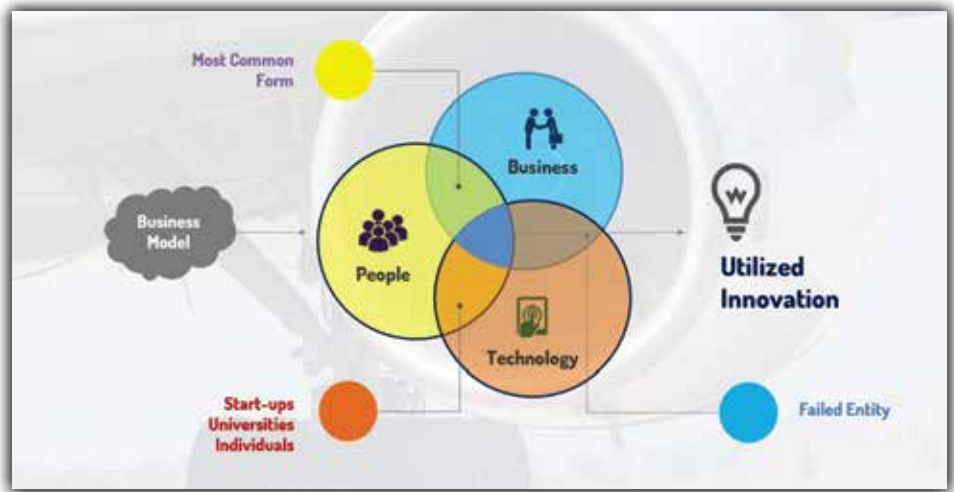 Most Common
Form
Business
Business
Model
People
Utilized
Innovation
Technology
Start-ups
Universities
Individuals
Failed Entity